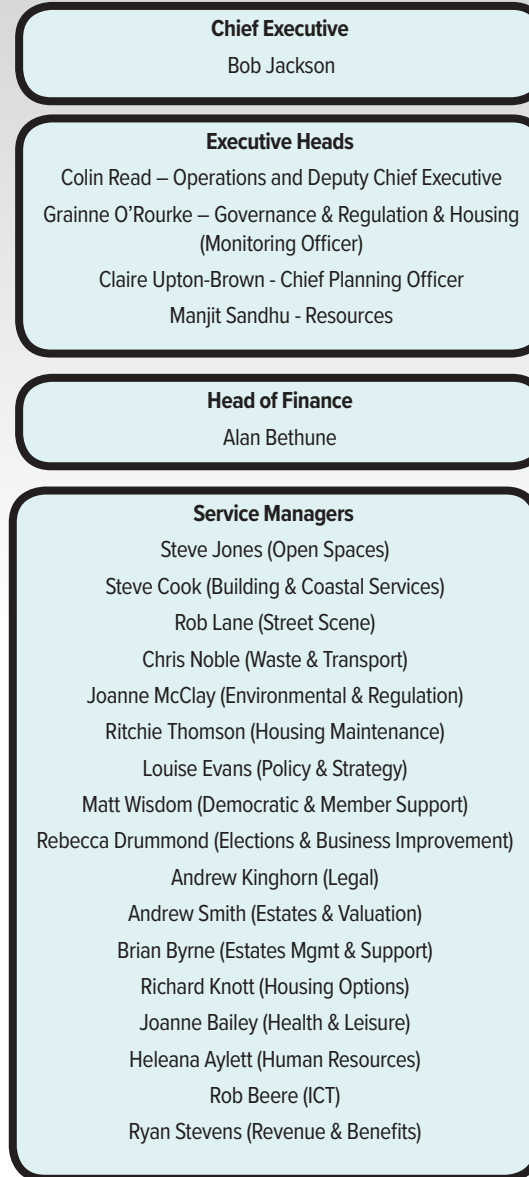 Chief Executive
Bob Jackson
Executive Heads
Colin Read – Operations and Deputy Chief Executive
Grainne O’Rourke – Governance & Regulation & Housing
(Monitoring Officer)
Claire Upton-Brown - Chief Planning Officer
Manjit Sandhu - Resources
Head of Finance
Alan Bethune
Service Managers
Steve Jones (Open Spaces)
Steve Cook (Building & Coastal Services)
Rob Lane (Street Scene)
Chris Noble (Waste & Transport)
Joanne McClay (Environmental & Regulation)
Ritchie Thomson (Housing Maintenance)
Louise Evans (Policy & Strategy)
Matt Wisdom (Democratic & Member Support)
Rebecca Drummond (Elections & Business Improvement)
Andrew Kinghorn (Legal)
Andrew Smith (Estates & Valuation)
Brian Byrne (Estates Mgmt & Support)
Richard Knott (Housing Options)
Joanne Bailey (Health & Leisure)
Heleana Aylett (Human Resources)
Rob Beere (ICT)
Ryan Stevens (Revenue & Benefits)